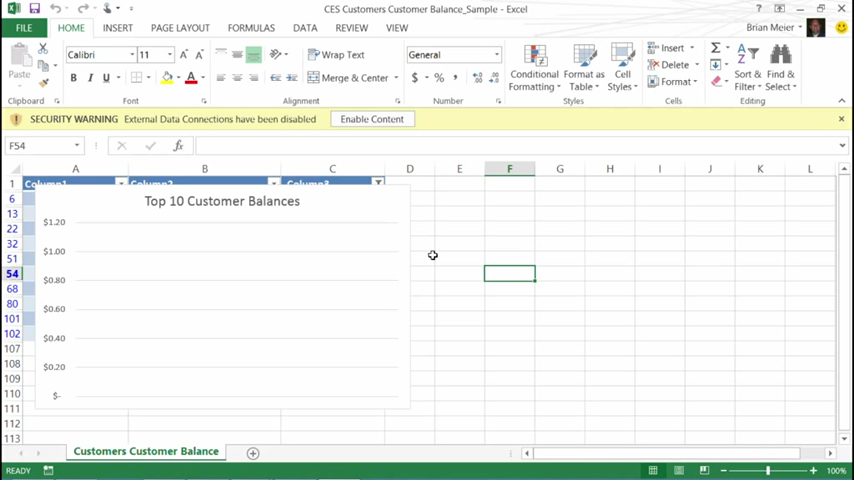 CES Customers Customer Balance_Sample - Excel
FILE HOME INSERT PAGE LAYOUT FORMULAS DATA REVIEW VIEW Brian Meier
Calibri 11 Wrap Text General Insert
Paste B I U A Merge & Center $ % , Conditional Formatting Format as Table Cell Styles Delete Format Sort & Filter Find & Select
Clipboard Font Alignment Number Styles Cells Editing
SECURITY WARNING External Data Connections have been disabled Enable Content
F54 fx
A B C D E F G H I J K L
1 Column1 Column2 Column3
6
13
22
32
51
54
68
80
101
102
107
108
109
110
111
112
113
Top 10 Customer Balances
$1.20
$1.00
$0.80
$0.60
$0.40
$0.20
$-
Customers Customer Balance
READY 100%